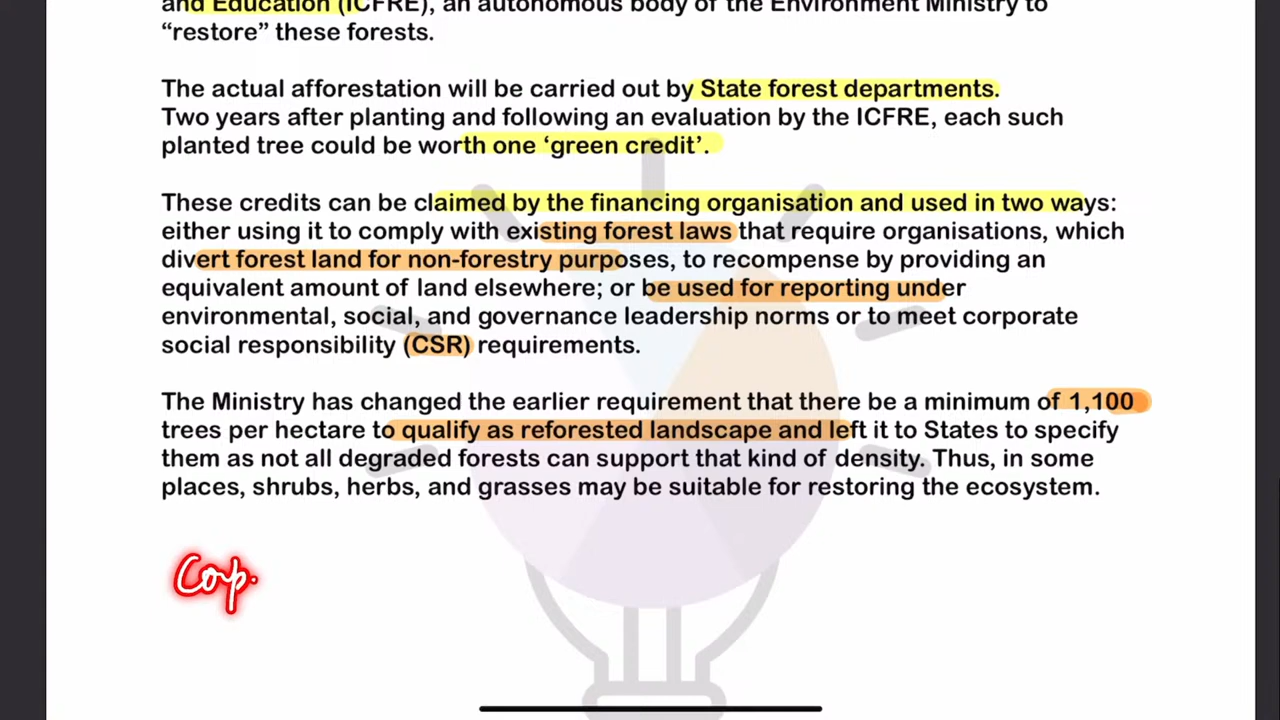 and Education (ICFRE), an autonomous body of the Environment Ministry to
“restore” these forests.
The actual afforestation will be carried out by State forest departments.
Two years after planting and following an evaluation by the ICFRE, each such
planted tree could be worth one ‘green credit’.
These credits can be claimed by the financing organisation and used in two ways:
either using it to comply with existing forest laws that require organisations, which
divert forest land for non-forestry purposes, to recompense by providing an
equivalent amount of land elsewhere; or be used for reporting under
environmental, social, and governance leadership norms or to meet corporate
social responsibility (CSR) requirements.
The Ministry has changed the earlier requirement that there be a minimum of 1,100
trees per hectare to qualify as reforested landscape and left it to States to specify
them as not all degraded forests can support that kind of density. Thus, in some
places, shrubs, herbs, and grasses may be suitable for restoring the ecosystem.
Cop.